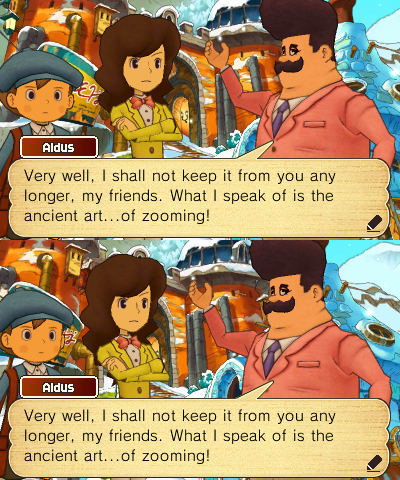 Aldus
Very well, I shall not keep it from you any
longer, my friends. What I speak of is the
ancient art...of zooming!
Aldus
Very well, I shall not keep it from you any
longer, my friends. What I speak of is the
ancient art...of zooming!